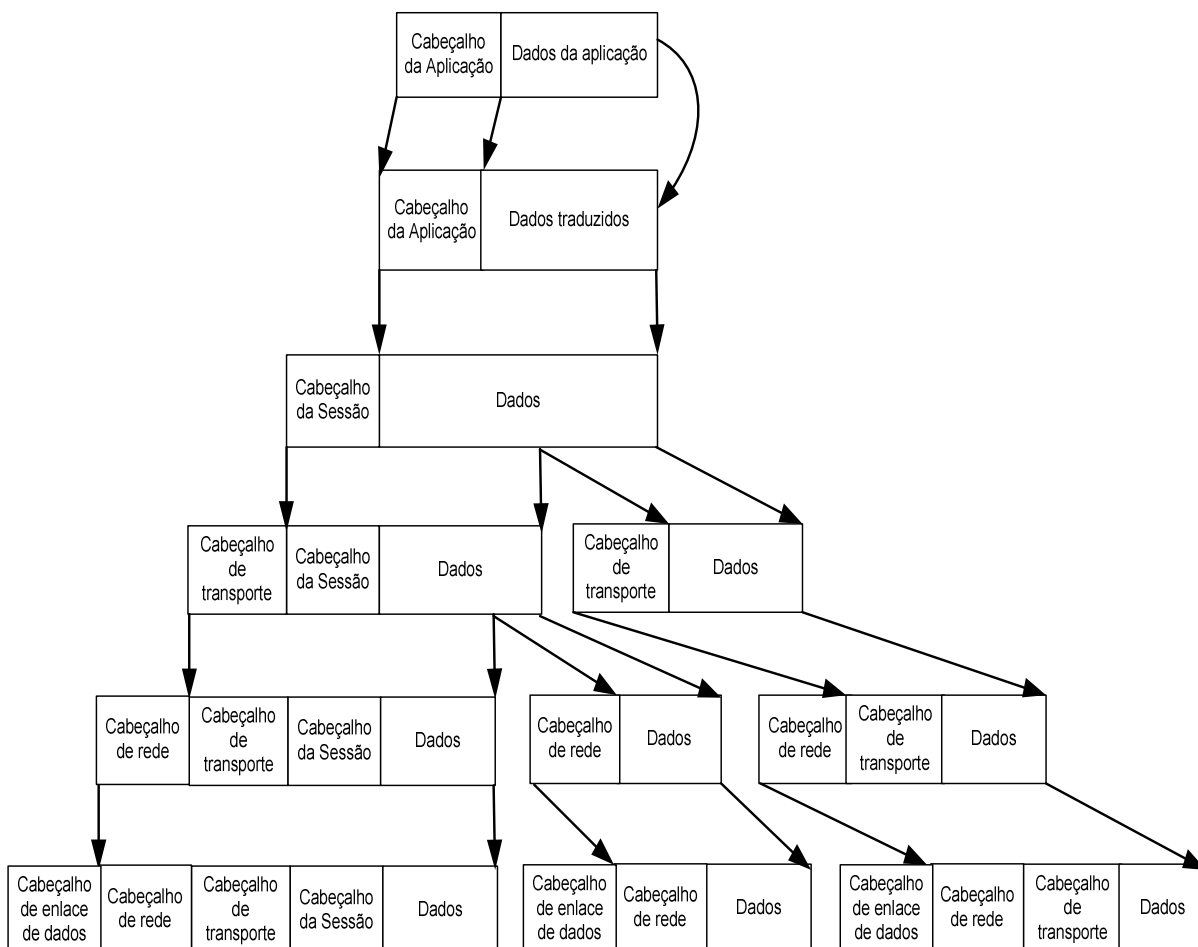 Cabeçalho
da Aplicação
Dados da aplicação
Cabeçalho
da Aplicação
Dados traduzidos
Cabeçalho
da Sessão
Dados
Cabeçalho
de
transporte
Cabeçalho
da Sessão
Dados
Cabeçalho
de
transporte
Dados
Cabeçalho
de rede
Cabeçalho
de
transporte
Cabeçalho
da Sessão
Dados
Cabeçalho
de rede
Dados
Cabeçalho
de rede
Cabeçalho
de
transporte
Dados
Cabeçalho
de enlace
de dados
Cabeçalho
de rede
Cabeçalho
de
transporte
Cabeçalho
da Sessão
Dados
Cabeçalho
de enlace
de dados
Cabeçalho
de rede
Dados
Cabeçalho
de enlace
de dados
Cabeçalho
de rede
Cabeçalho
de
transporte
Dados